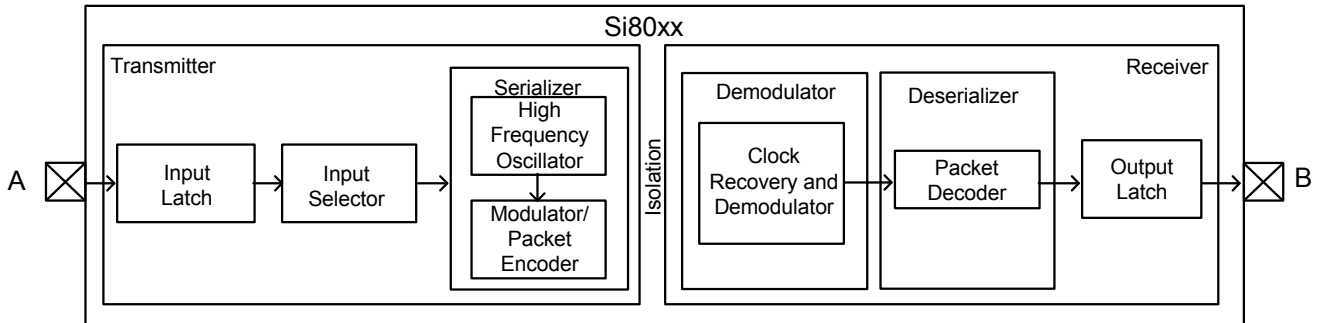 Si80xx
Transmitter
Receiver
Serializer
High
Frequency
Oscillator
Modulator/
Packet
Encoder
Demodulator
Deserializer
A
Input
Latch
Input
Selector
Isolation
Clock
Recovery and
Demodulator
Packet
Decoder
Output
Latch
B